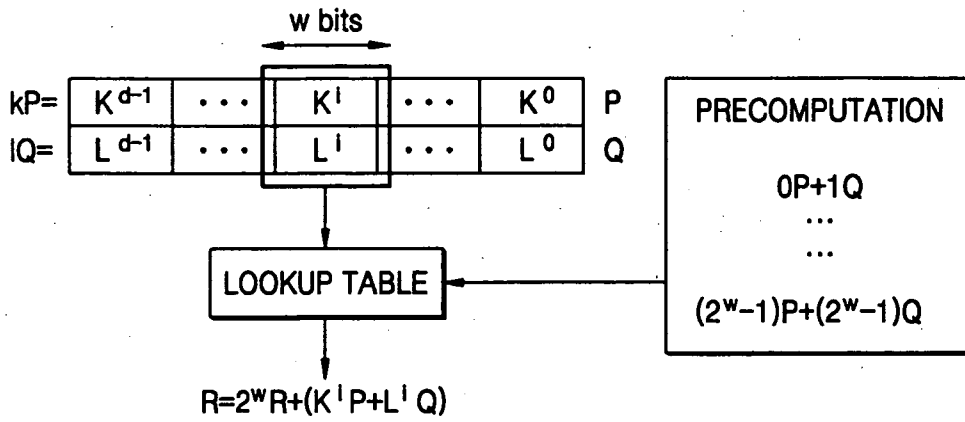 w bits
kP= K^d-1 ··· K^i ··· K^0 P
lQ= L^d-1 ··· L^i ··· L^0 Q
LOOKUP TABLE
R=2^wR+(K^iP+L^iQ)
PRECOMPUTATION
0P+1Q
···
···
(2^w-1)P+(2^w-1)Q